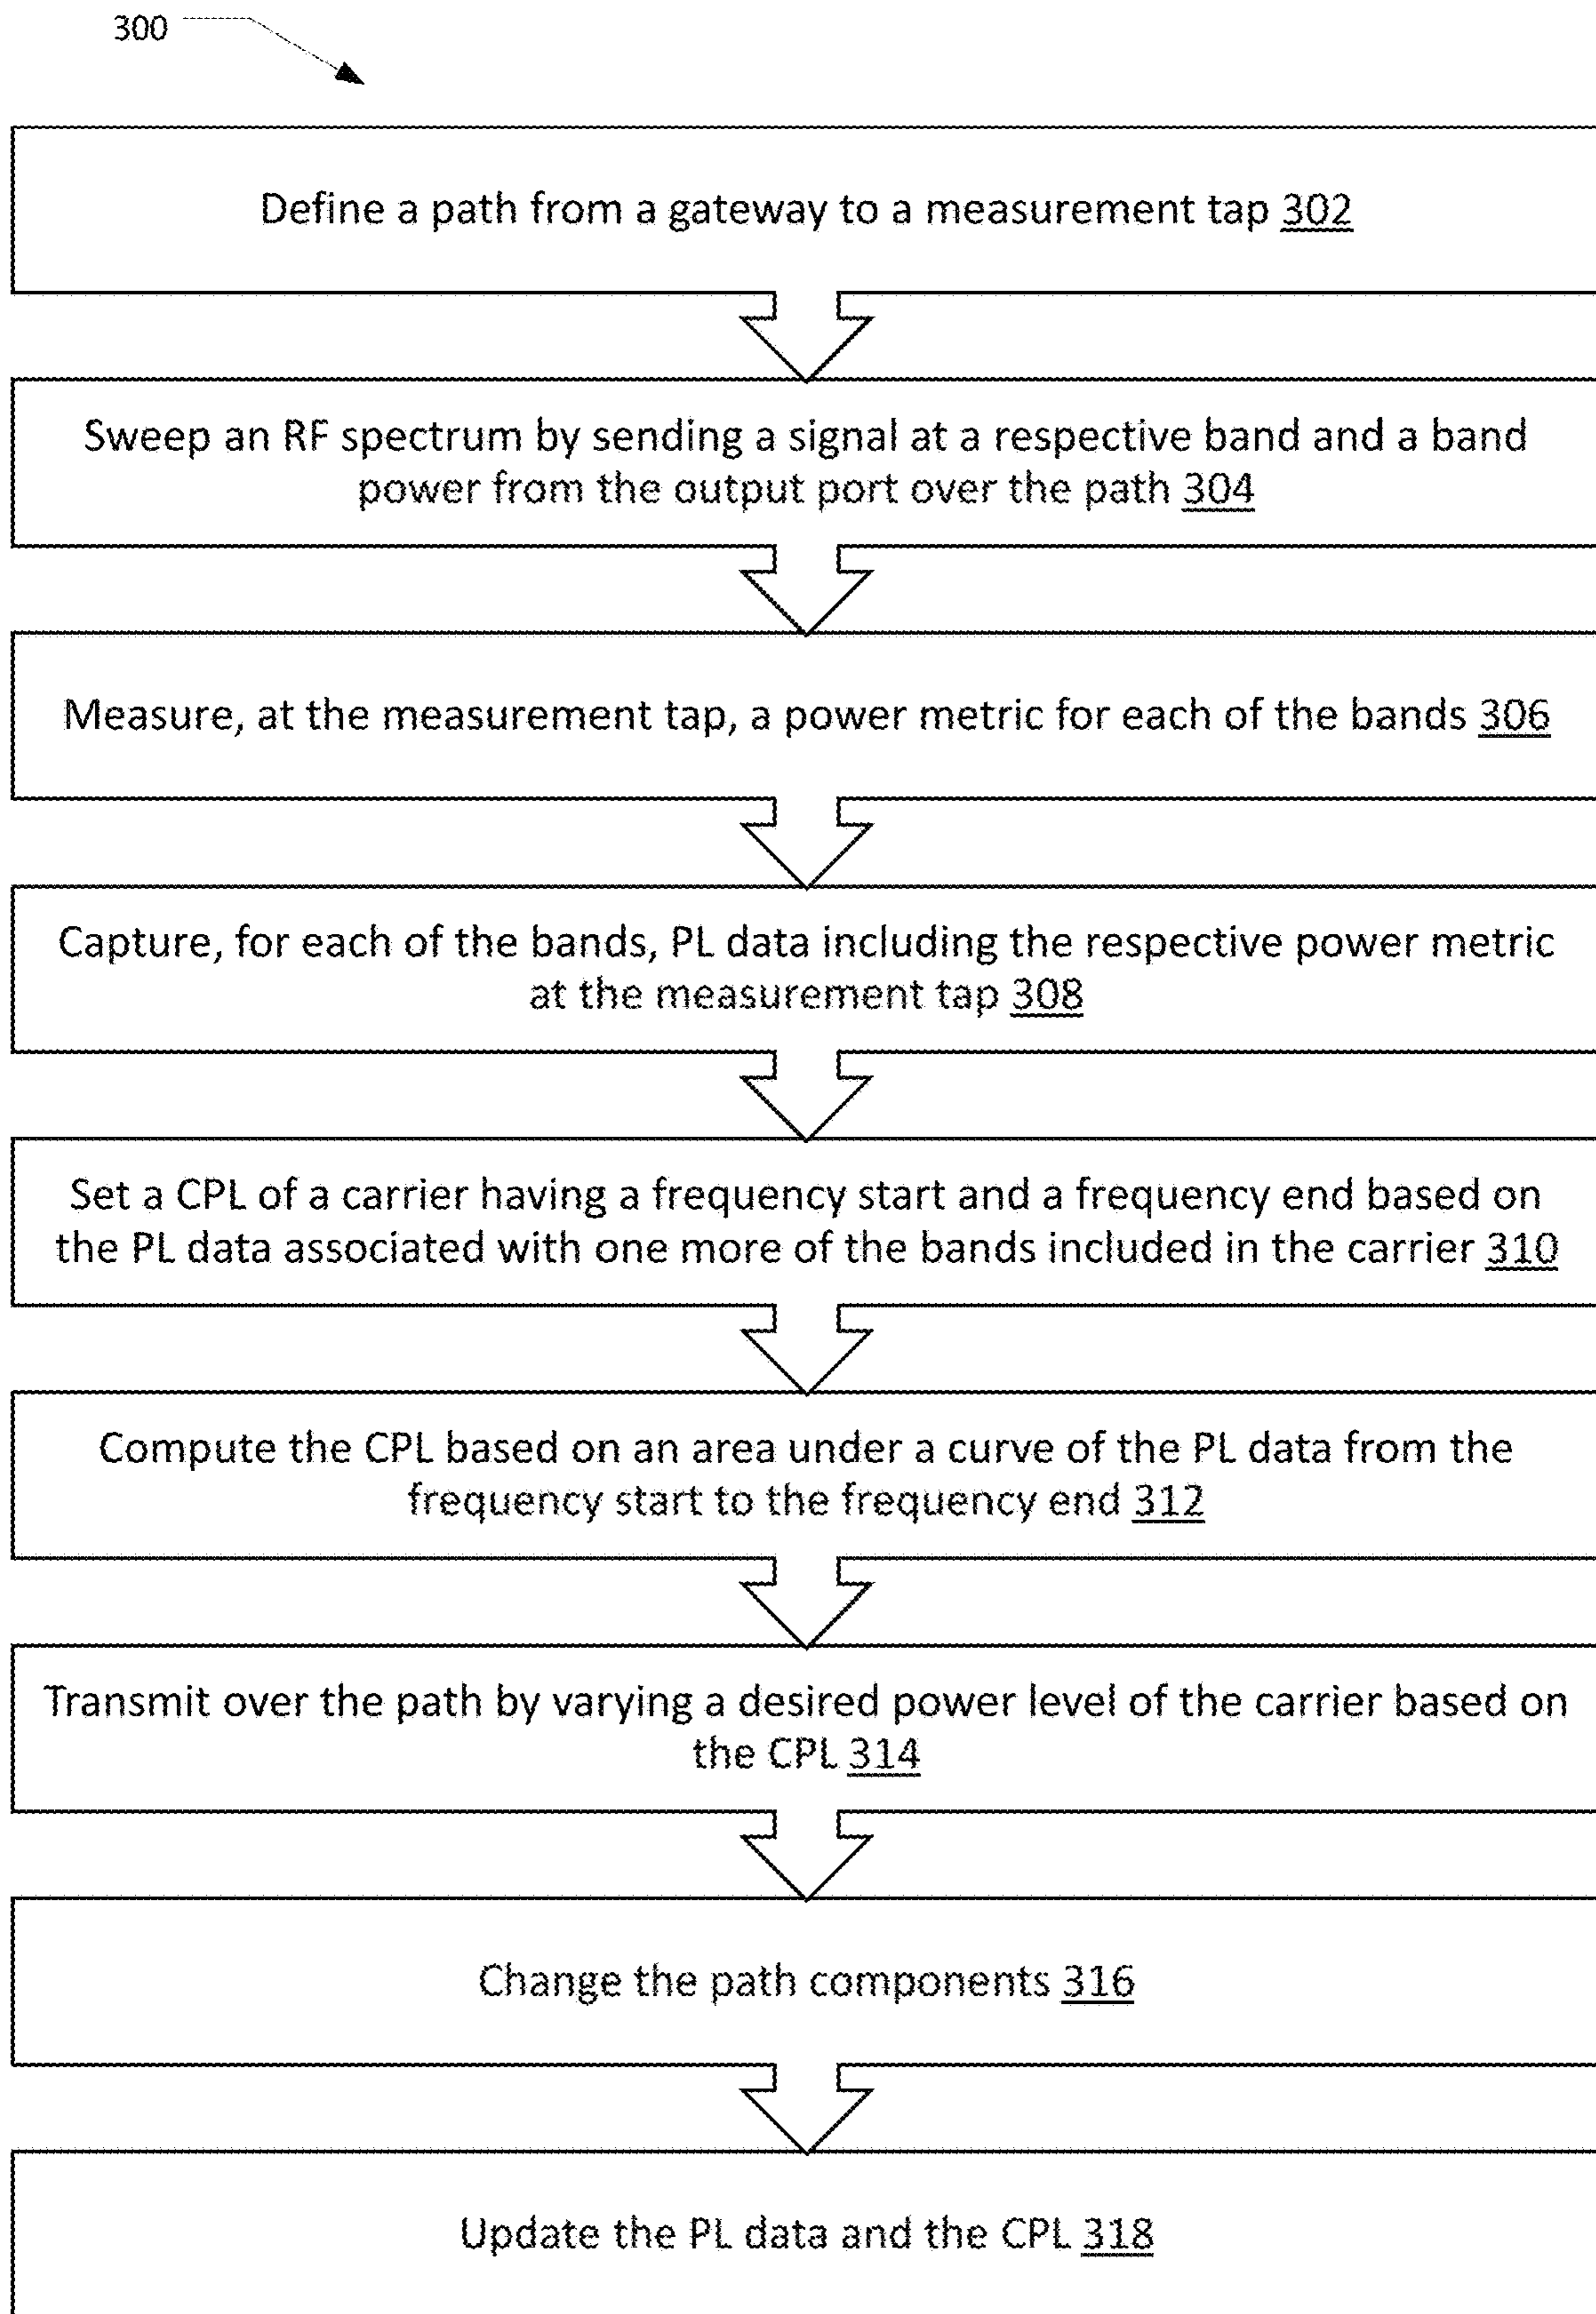 300
Define a path from a gateway to a measurement tap 302
Sweep an RF spectrum by sending a signal at a respective band and a band
power from the output port over the path 304
Measure, at the measurement tap, a power metric for each of the bands 306
Capture, for each of the bands, PL data including the respective power metric
at the measurement tap 308
Set a CPL of a carrier having a frequency start and a frequency end based on
the PL data associated with one more of the bands included in the carrier 310
Compute the CPL based on an area under a curve of the PL data from the
frequency start to the frequency end 312
Transmit over the path by varying a desired power level of the carrier based on
the CPL 314
Change the path components 316
Update the PL data and the CPL 318